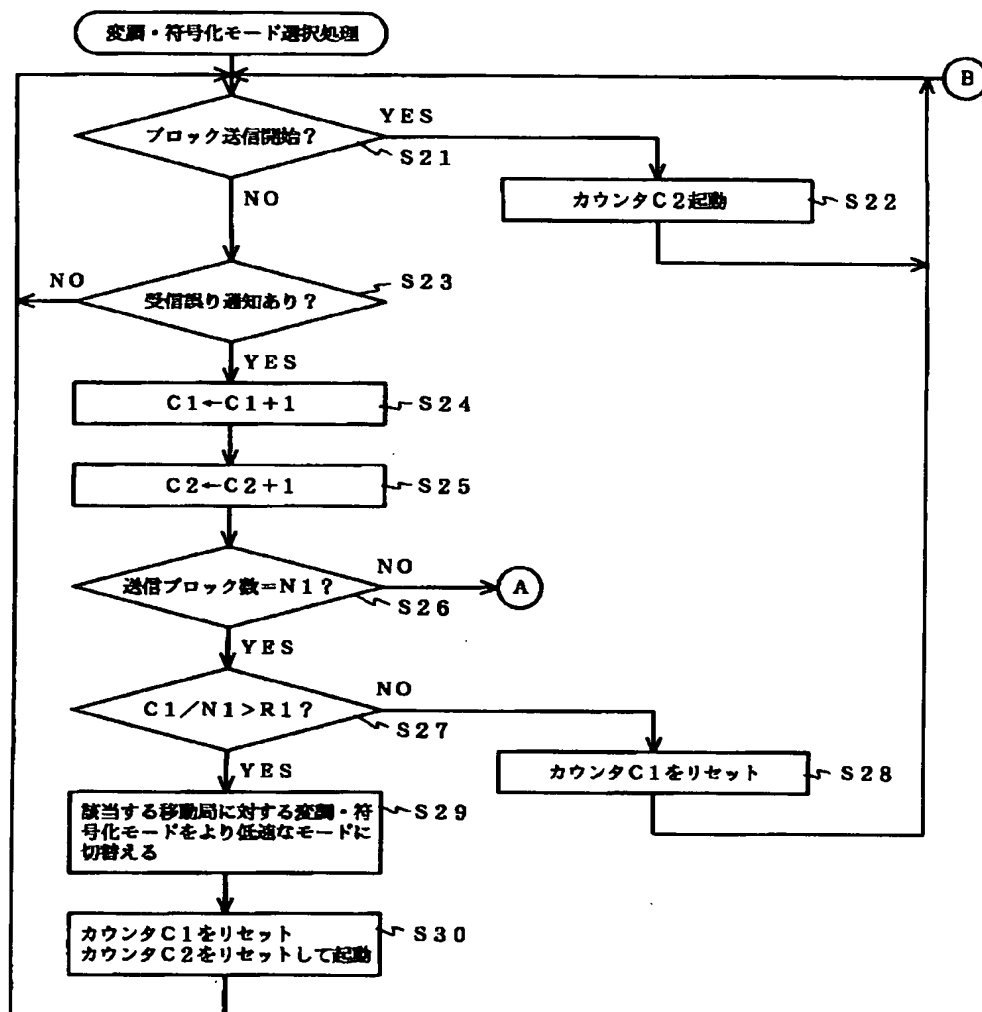 変調・符号化モード選択処理
B
ブロック送信開始?
YES
S21
NO
カウンタC2起動
S22
受信誤り通知あり?
NO
S23
YES
C1←C1+1
S24
C2←C2+1
S25
送信ブロック数=N1?
NO
A
S26
YES
C1/N1>R1?
NO
S27
YES
カウンタC1をリセット
S28
該当する移動局に対する変調・符
号化モードをより低速なモードに
切替える
S29
カウンタC1をリセット
カウンタC2をリセットして起動
S30